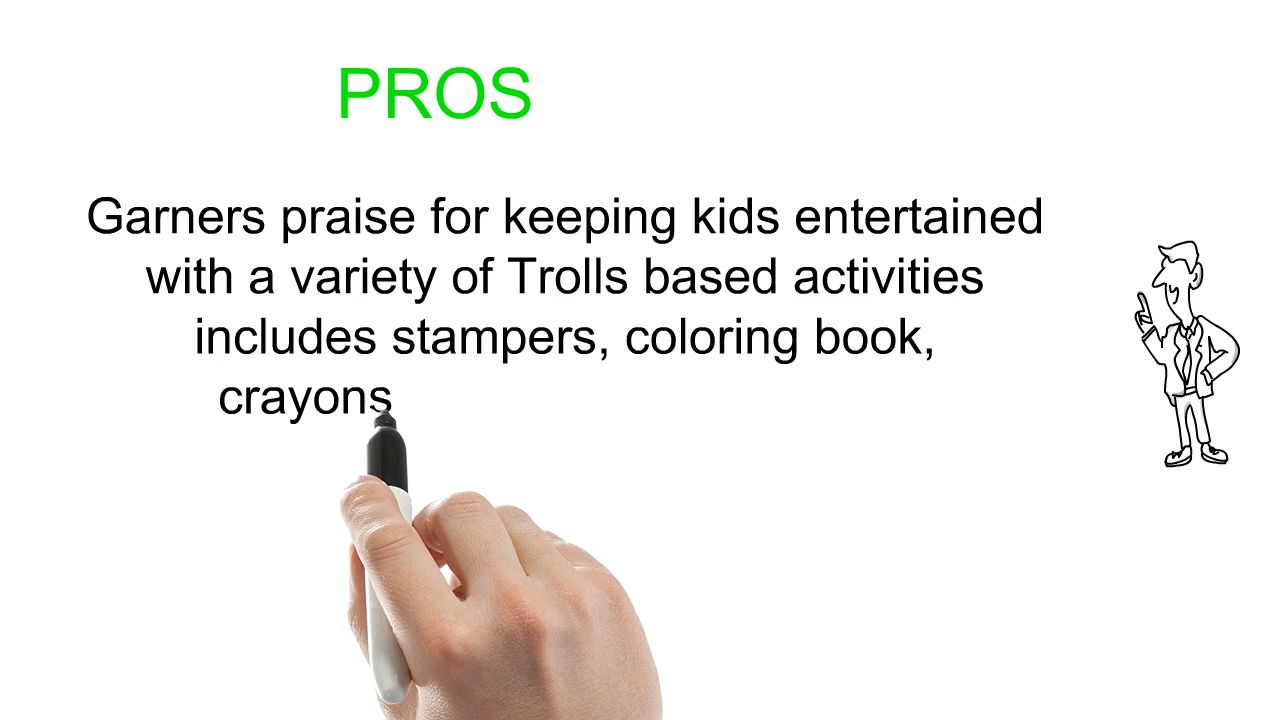 PROS
Garners praise for keeping kids entertained
with a variety of Trolls based activities
includes stampers, coloring book,
crayons